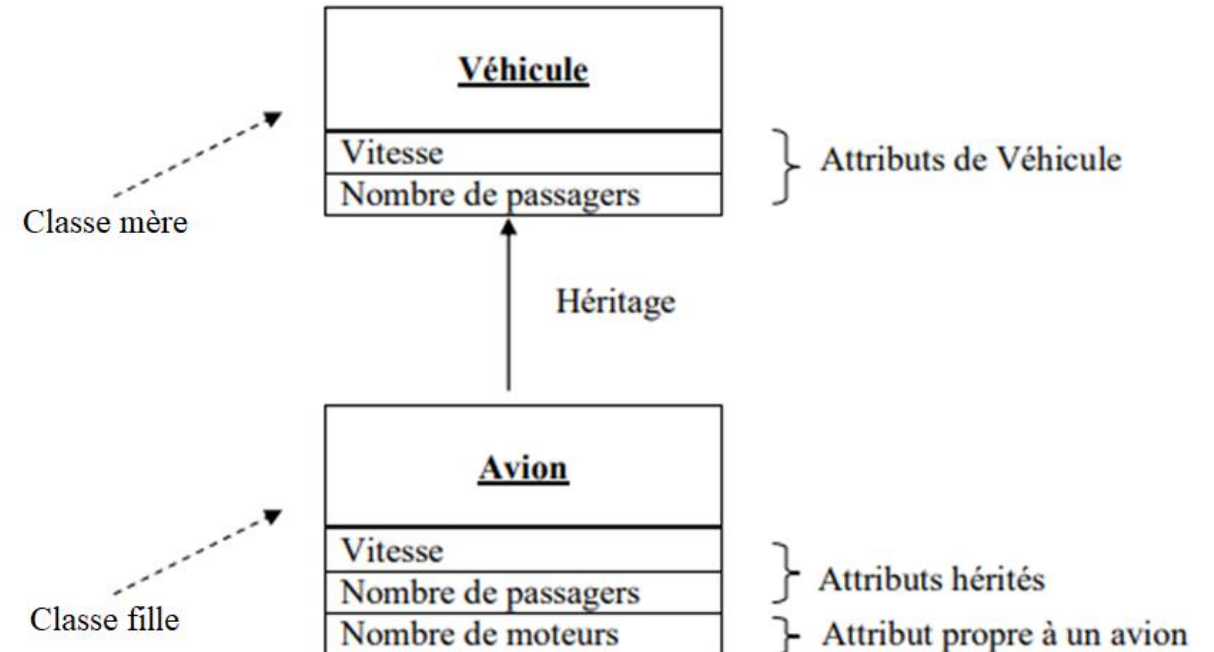 Véhicule
Vitesse
Attributs de Véhicule
Nombre de passagers
Classe mère
Héritage
Avion
Vitesse
Attributs hérités
Nombre de passagers
Classe fille
Nombre de moteurs
Attribut propre à un avion